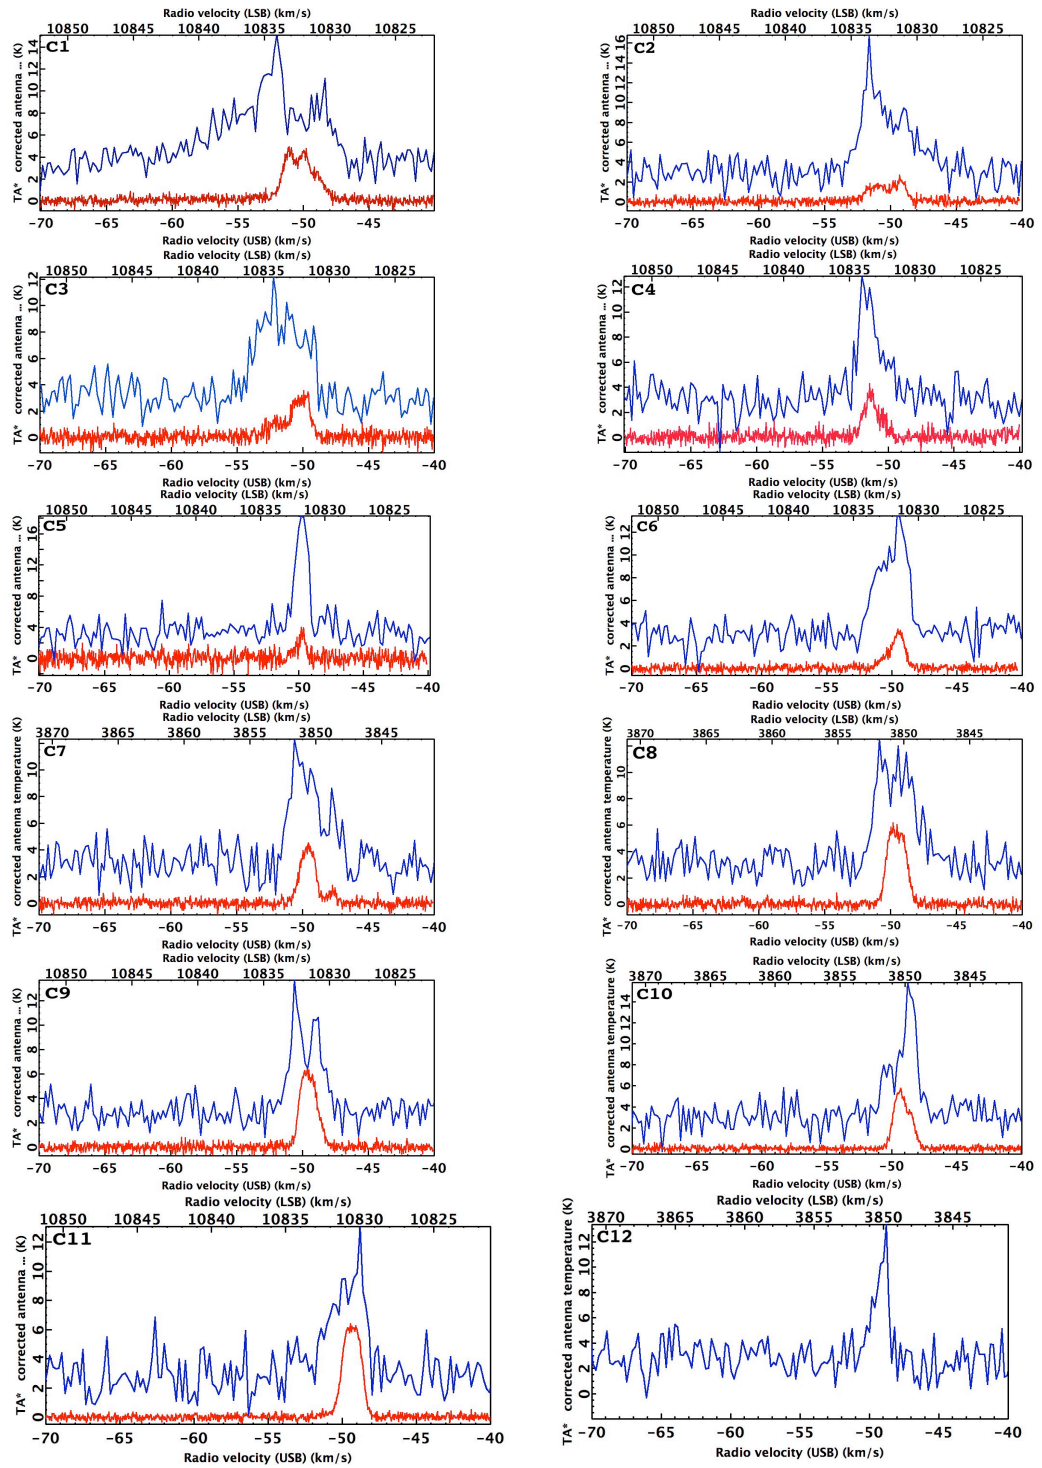 Radio velocity (LSB) (km/s)
10850 10845 10840 10835 10830 10825
C1
TA* corrected antenna ... (K)
0 2 4 6 8 10 12 14
−70 −65 −60 −55 −50 −45
Radio velocity (USB) (km/s)
Radio velocity (LSB) (km/s)
10850 10845 10840 10835 10830 10825
C2
TA* corrected antenna ... (K)
0 2 4 6 8 10 12 14 16
−70 −65 −60 −55 −50 −45 −40
Radio velocity (USB) (km/s)
Radio velocity (LSB) (km/s)
10850 10845 10840 10835 10830 10825
C3
TA* corrected antenna ... (K)
0 2 4 6 8 10 12
−70 −65 −60 −55 −50 −45 −40
Radio velocity (USB) (km/s)
Radio velocity (LSB) (km/s)
10850 10845 10840 10835 10830 10825
C4
TA* corrected antenna ... (K)
0 2 4 6 8 10 12
−70 −65 −60 −55 −50 −45 −40
Radio velocity (USB) (km/s)
Radio velocity (LSB) (km/s)
10850 10845 10840 10835 10830 10825
C5
TA* corrected antenna ... (K)
0 4 8 12 16
−70 −65 −60 −55 −50 −45 −40
Radio velocity (USB) (km/s)
Radio velocity (LSB) (km/s)
10850 10845 10840 10835 10830 10825
C6
TA* corrected antenna ... (K)
0 2 4 6 8 10 12
−70 −65 −60 −55 −50 −45 −40
Radio velocity (USB) (km/s)
Radio velocity (LSB) (km/s)
3870 3865 3860 3855 3850 3845
C7
TA* corrected antenna temperature (K)
0 2 4 6 8 10
−70 −65 −60 −55 −50 −45 −40
Radio velocity (USB) (km/s)
Radio velocity (LSB) (km/s)
3870 3865 3860 3855 3850 3845
C8
TA* corrected antenna temperature (K)
0 2 4 6 8 10
−70 −65 −60 −55 −50 −45 −40
Radio velocity (USB) (km/s)
Radio velocity (LSB) (km/s)
10850 10845 10840 10835 10830 10825
C9
TA* corrected antenna ... (K)
0 2 4 6 8 10 12
−70 −65 −60 −55 −50 −45 −40
Radio velocity (USB) (km/s)
Radio velocity (LSB) (km/s)
3870 3865 3860 3855 3850 3845
C10
TA* corrected antenna temperature (K)
0 2 4 6 8 10 12 14
−70 −65 −60 −55 −50 −45 −40
Radio velocity (USB) (km/s)
Radio velocity (LSB) (km/s)
10850 10845 10840 10835 10830 10825
C11
TA* corrected antenna ... (K)
0 2 4 6 8 10 12
−70 −65 −60 −55 −50 −45 −40
Radio velocity (USB) (km/s)
Radio velocity (LSB) (km/s)
3870 3865 3860 3855 3850 3845
C12
TA* corrected antenna temperature (K)
0 2 4 6 8 10 12
−70 −65 −60 −55 −50 −45 −40
Radio velocity (USB) (km/s)